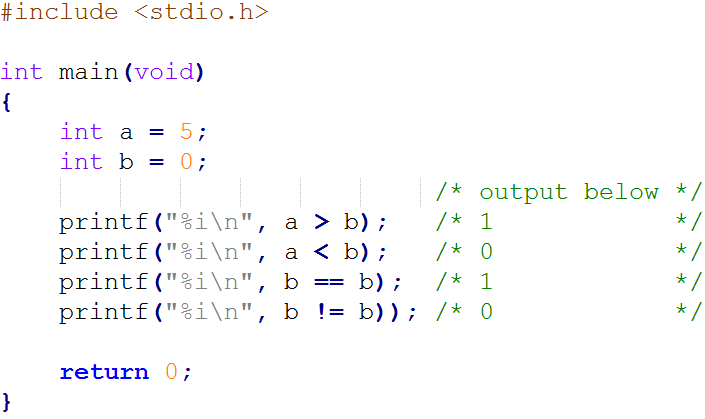 #include <stdio.h>
int main(void)
{
    int a = 5;
    int b = 0;
                             /* output below */
    printf("%i\n", a > b);   /* 1            */
    printf("%i\n", a < b);   /* 0            */
    printf("%i\n", b == b);  /* 1            */
    printf("%i\n", b != b)); /* 0            */
    return 0;
}